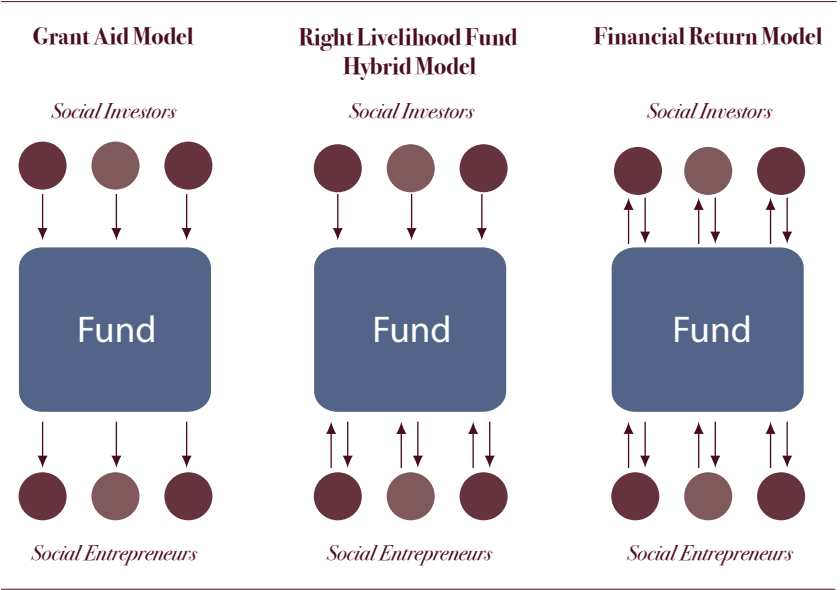 Grant Aid Model
Right Livelihood Fund
Hybrid Model
Financial Return Model
Social Investors
Social Investors
Social Investors
Fund
Fund
Fund
Social Entrepreneurs
Social Entrepreneurs
Social Entrepreneurs